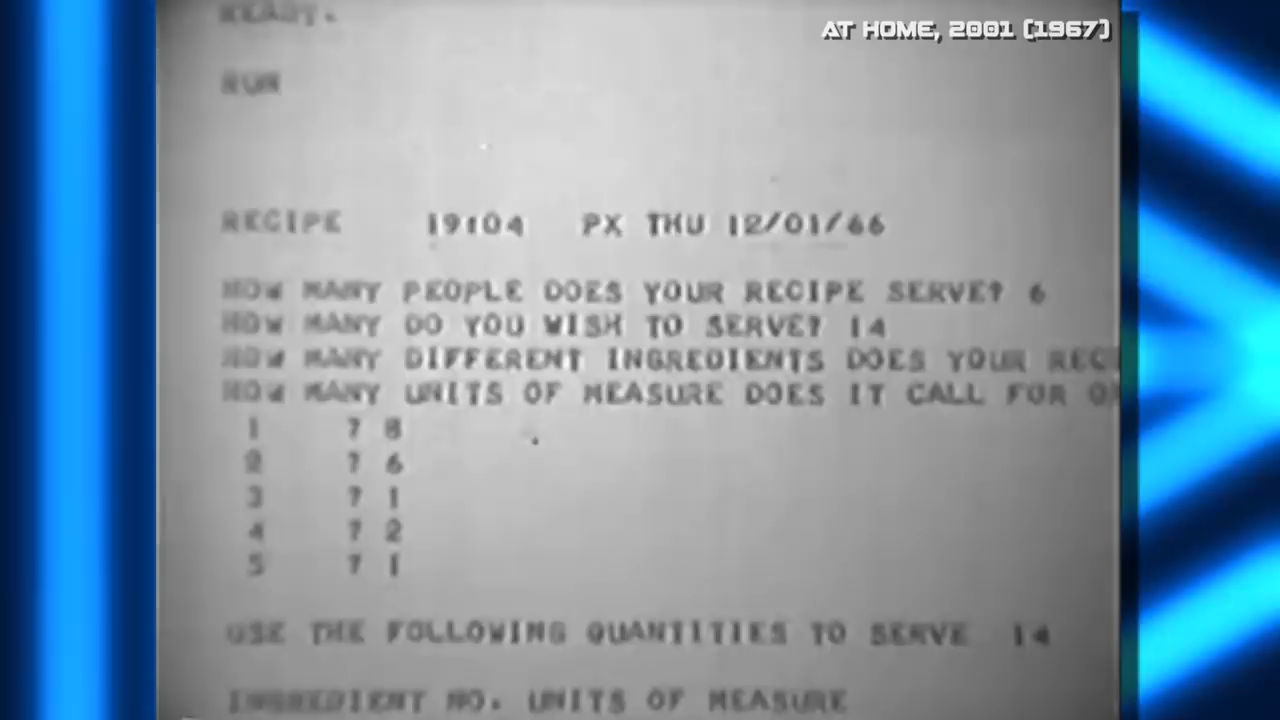 AT HOME, 2001 (1967)
READY.
RUN
RECIPE 19:04 PX THU 12/01/66
HOW MANY PEOPLE DOES YOUR RECIPE SERVE? 6
HOW MANY DO YOU WISH TO SERVE? 14
HOW MANY DIFFERENT INGREDIENTS DOES YOUR REC
HOW MANY UNITS OF MEASURE DOES IT CALL FOR O
1 ? 8
2 ? 6
3 ? 1
4 ? 2
5 ? 1
USE THE FOLLOWING QUANTITIES TO SERVE 14
INGREDIENT NO. UNITS OF MEASURE